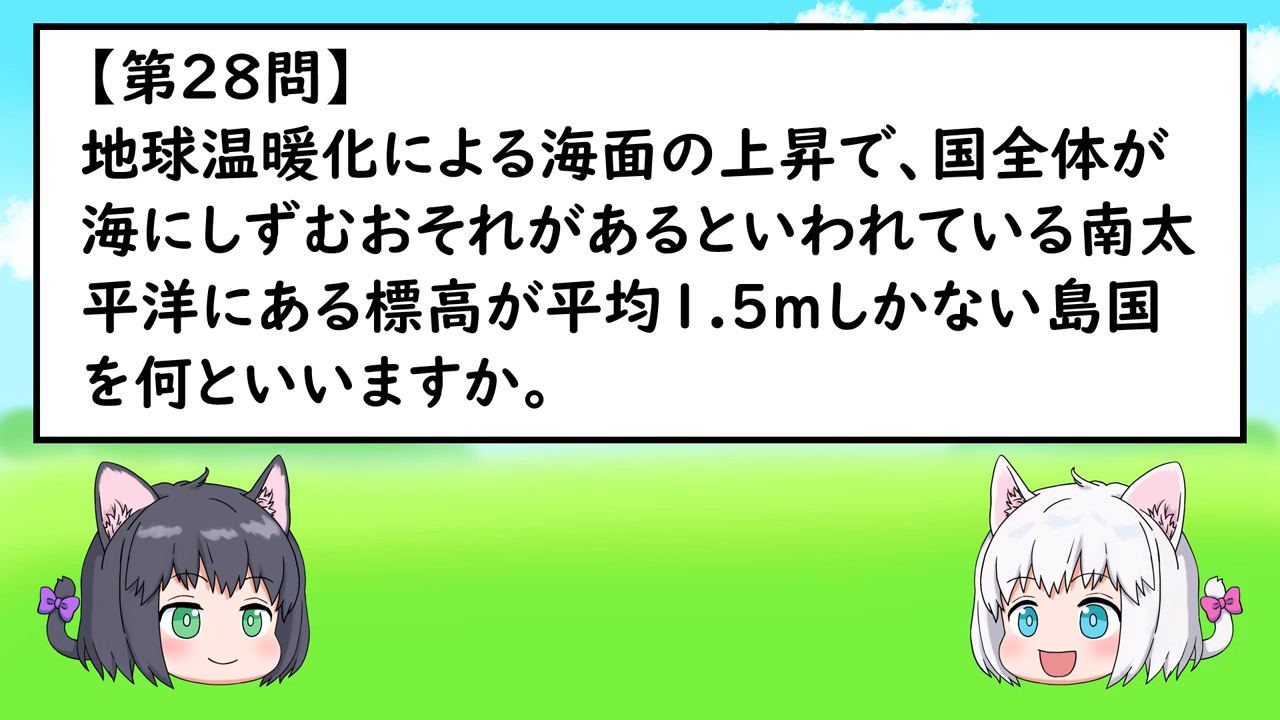 【第28問】
地球温暖化による海面の上昇で、国全体が
海にしずむおそれがあるといわれている南太
平洋にある標高が平均1.5mしかない島国
を何といいますか。